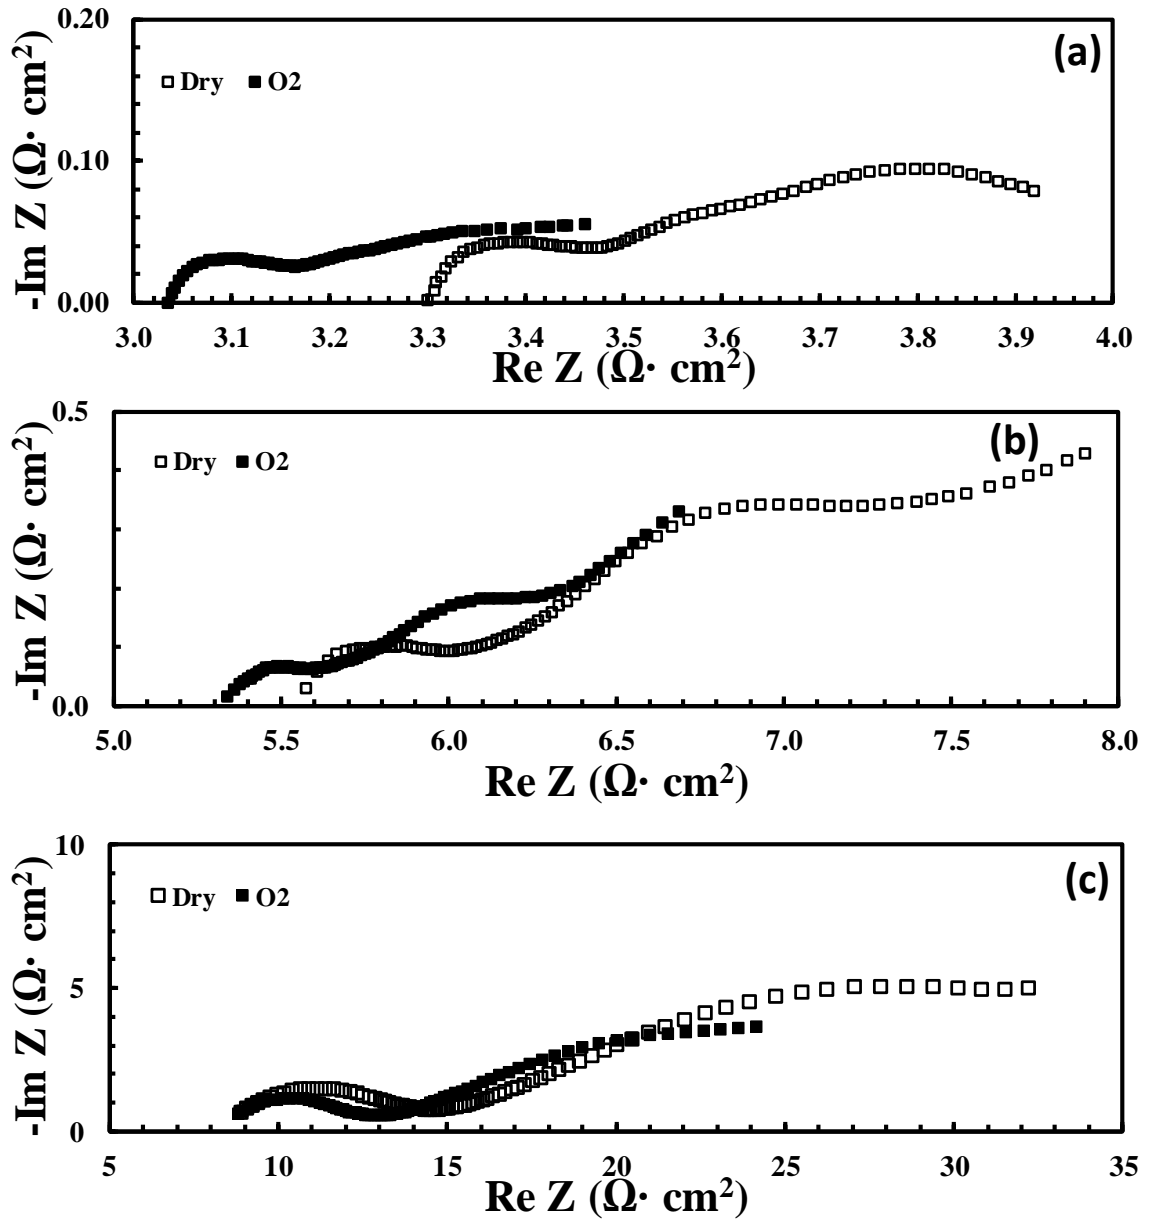 0.20
(a)
Dry O2
0.10
0.00
-Im Z (Ω· cm²)
3.0 3.1 3.2 3.3 3.4 3.5 3.6 3.7 3.8 3.9 4.0
Re Z (Ω· cm²)
0.5
(b)
Dry O2
0.0
-Im Z (Ω· cm²)
5.0 5.5 6.0 6.5 7.0 7.5 8.0
Re Z (Ω· cm²)
10
(c)
Dry O2
5
0
-Im Z (Ω· cm²)
5 10 15 20 25 30 35
Re Z (Ω· cm²)